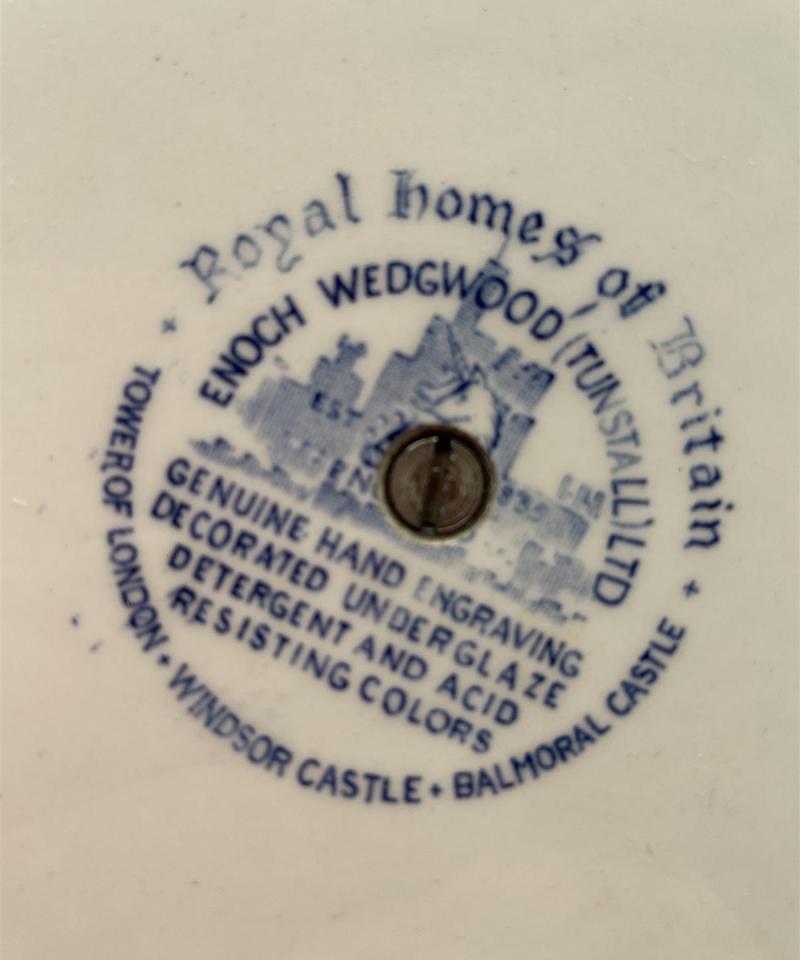 Royal Homes of Britain
ENOCH WEDGWOOD (TUNSTALL) LTD
EST
GENUINE HAND ENGRAVING
DECORATED UNDERGLAZE
DETERGENT AND ACID
RESISTING COLORS
TOWER OF LONDON · WINDSOR CASTLE · BALMORAL CASTLE